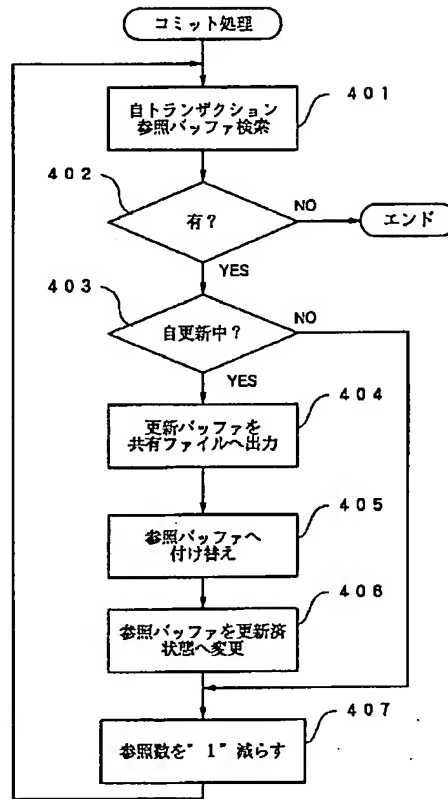 コミット処理
401
自トランザクション
参照バッファ検索
402
有?
NO
エンド
YES
403
自更新中?
NO
YES
404
更新バッファを
共有ファイルへ出力
405
参照バッファへ
付け替え
406
参照バッファを更新済
状態へ変更
407
参照数を"1"減らす